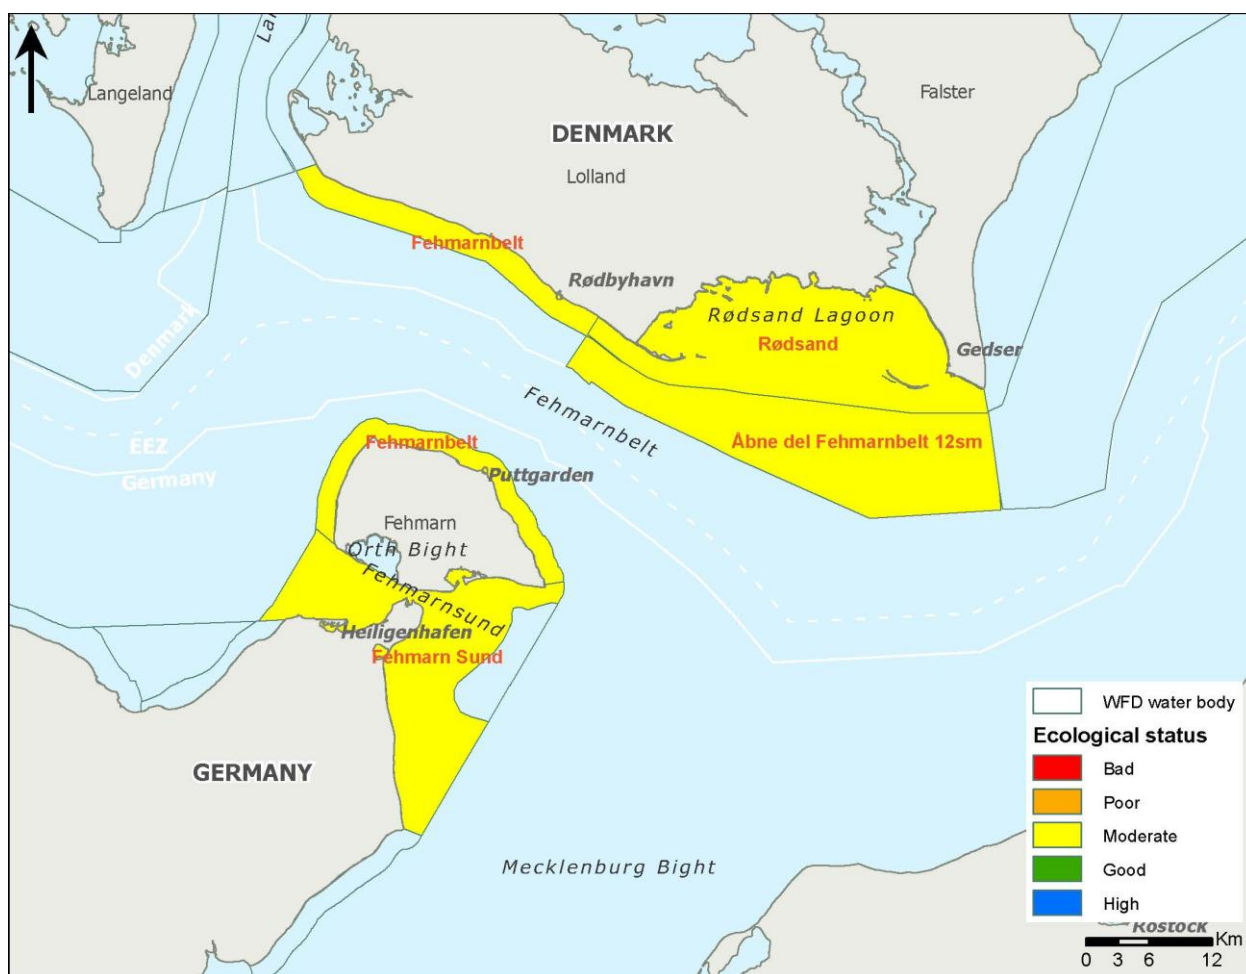 Lan
Langeland
Falster
DENMARK
Lolland
Fehmarnbelt
Rødbyhavn
Rødsand Lagoon
Rødsand
Gedser
Denmark
Fehmarnbelt
Åbne del Fehmarnbelt 12sm
EEZ
Germany
Fehmarnbelt
Puttgarden
Fehmarn
Orth Bight
Fehmarnsund
Heiligenhafen
Fehmarn Sund
GERMANY
Mecklenburg Bight
WFD water body
Ecological status
Bad
Poor
Moderate
Good
High
Rostock
Km
0 3 6 12